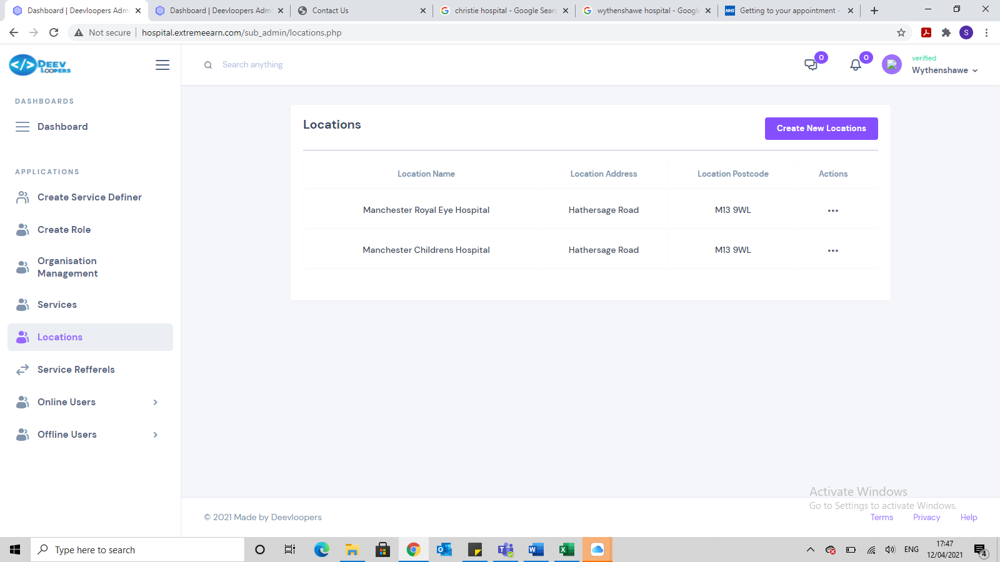 Dashboard | Deevloopers Adm
Dashboard | Deevloopers Adm
Contact Us
christie hospital - Google Searc
wythenshawe hospital - Google
NHS
Getting to your appointment -
Not secure
hospital.extremeearn.com/sub_admin/locations.php
S
</> DEEV
LOOPERS
Search anything
0
0
verified
Wythenshawe
DASHBOARDS
Dashboard
APPLICATIONS
Create Service Definer
Create Role
Organisation
Management
Services
Locations
Service Refferels
Online Users
Offline Users
Locations
Create New Locations
Location Name Location Address Location Postcode Actions
Manchester Royal Eye Hospital Hathersage Road M13 9WL
Manchester Childrens Hospital Hathersage Road M13 9WL
Activate Windows
Go to Settings to activate Windows.
© 2021 Made by Deevloopers
Terms Privacy Help
Type here to search
ENG
17:47
12/04/2021
4